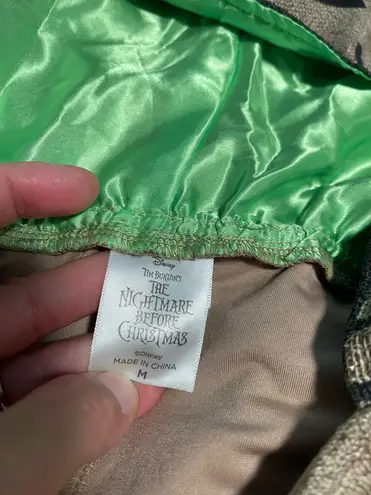 Disney
TIM BURTON'S
THE
NIGHTMARE
BEFORE
CHRISTMAS
©Disney
MADE IN CHINA
M